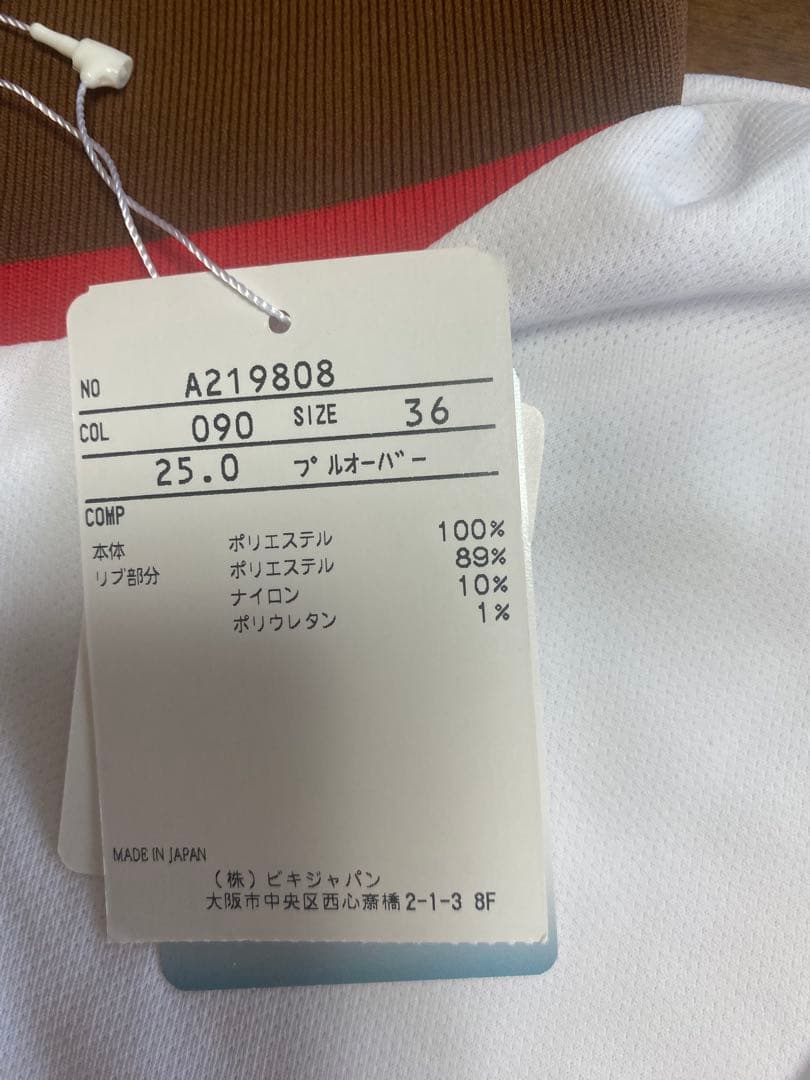 NO A219808
COL 090 SIZE 36
25.0 プルオーバー
COMP
本体 ポリエステル 100%
リブ部分 ポリエステル 89%
ナイロン 10%
ポリウレタン 1%
MADE IN JAPAN
(株)ビキジャパン
大阪市中央区西心斎橋2-1-3 8F